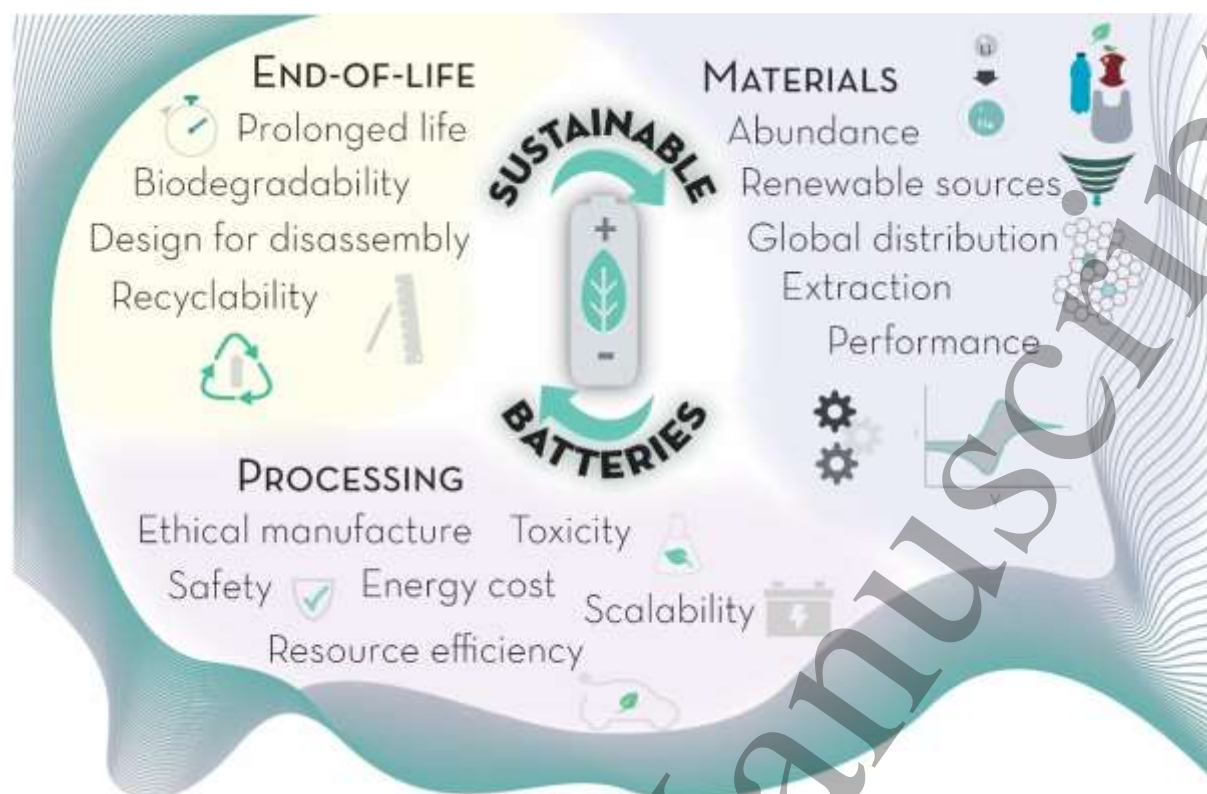 END-OF-LIFE
Prolonged life
Biodegradability
Design for disassembly
Recyclability
SUSTAINABLE
+
-
BATTERIES
MATERIALS
Abundance
Renewable sources
Global distribution
Extraction
Performance
V
PROCESSING
Ethical manufacture Toxicity
Safety Energy cost
Scalability
Resource efficiency